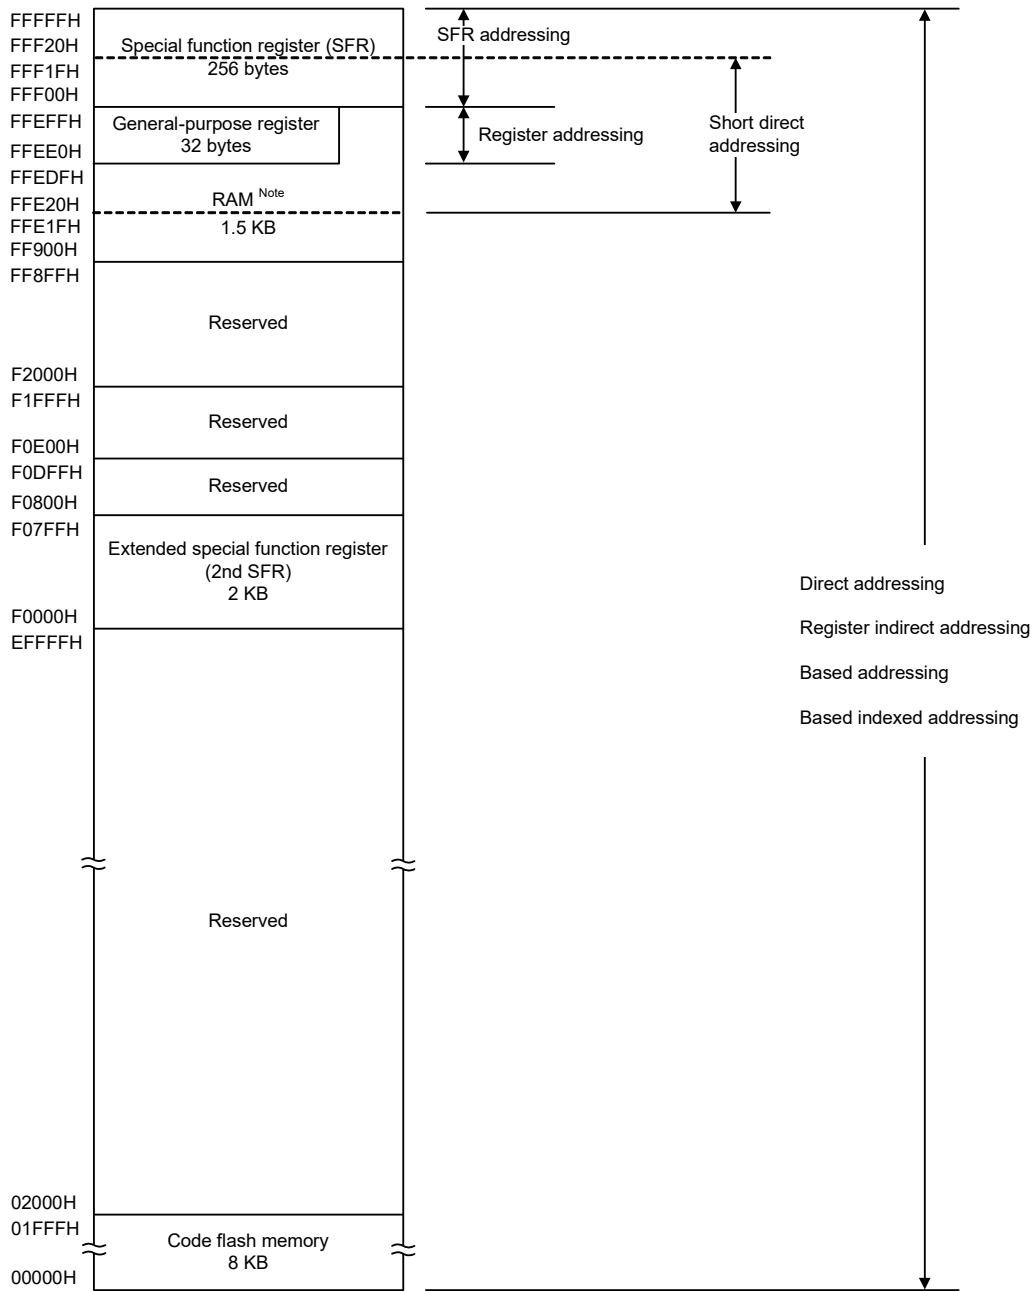 FFFFFH
FFF20H
FFF1FH
FFF00H
FFEFFH
FFEE0H
FFEDFH
FFE20H
FFE1FH
FF900H
FF8FFH
F2000H
F1FFFH
F0E00H
F0DFFH
F0800H
F07FFH
F0000H
EFFFFH
02000H
01FFFH
00000H
Special function register (SFR)
256 bytes
General-purpose register
32 bytes
RAM Note
1.5 KB
Reserved
Reserved
Reserved
Extended special function register
(2nd SFR)
2 KB
Reserved
Code flash memory
8 KB
SFR addressing
Register addressing
Short direct
addressing
Direct addressing
Register indirect addressing
Based addressing
Based indexed addressing